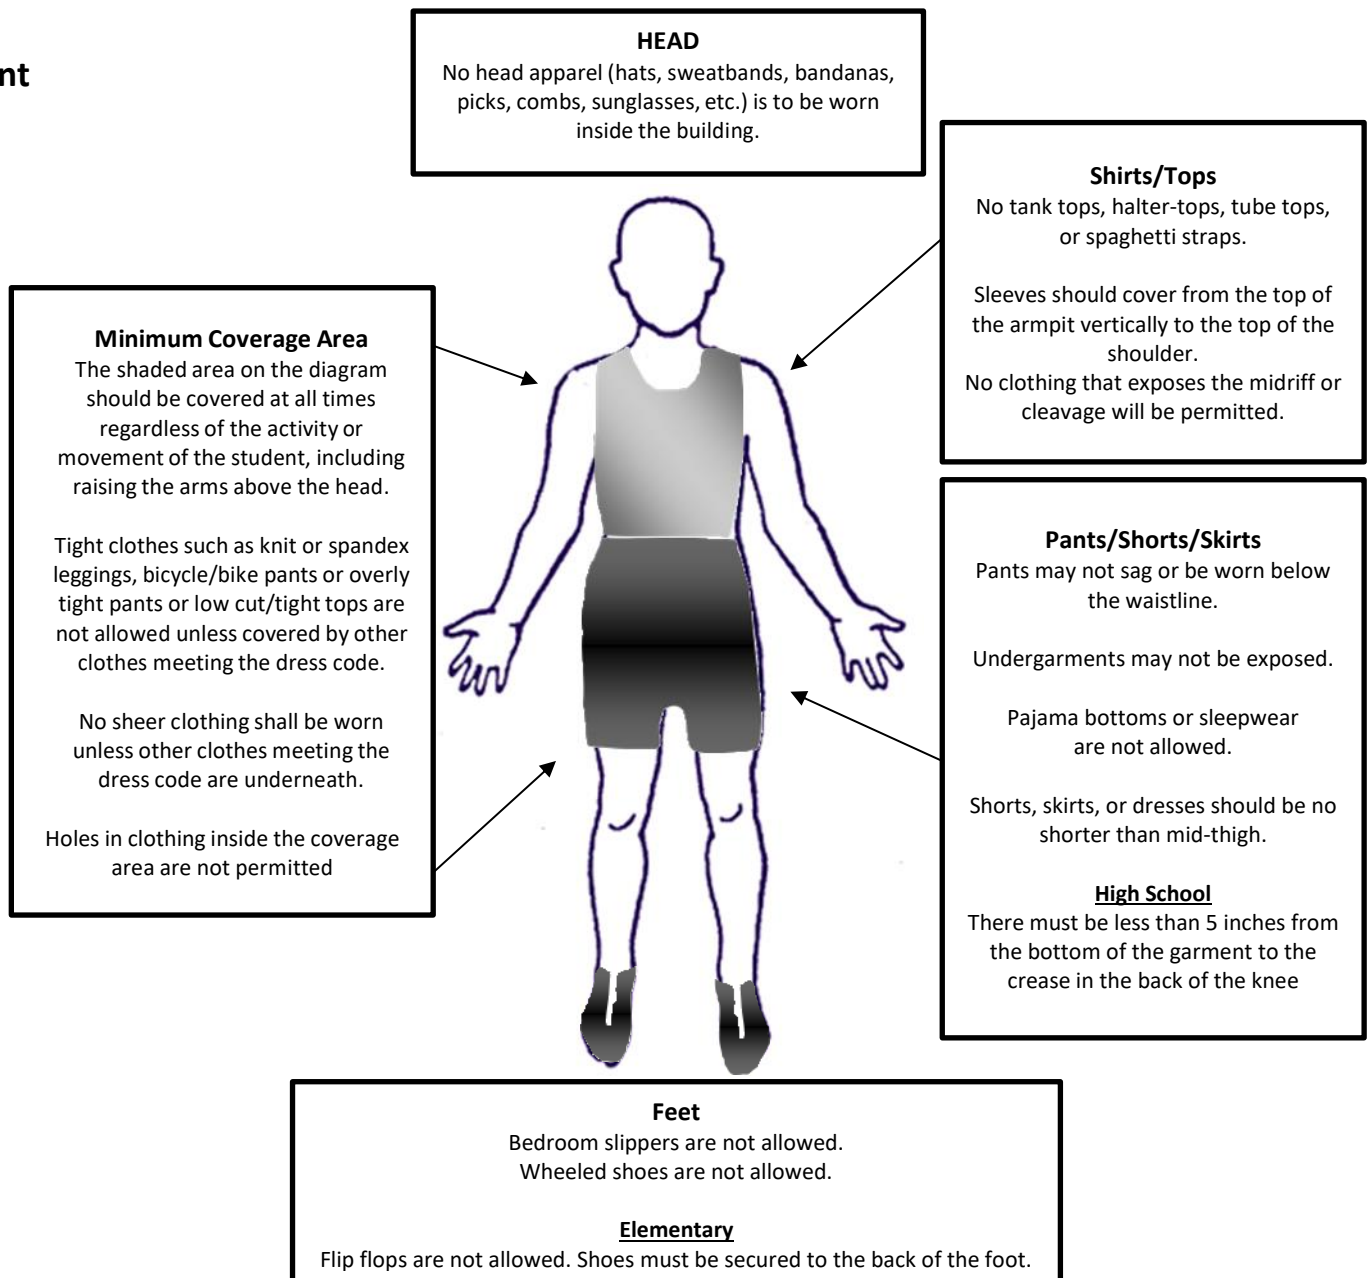 nt
HEAD
No head apparel (hats, sweatbands, bandanas,
picks, combs, sunglasses, etc.) is to be worn
inside the building.
Shirts/Tops
No tank tops, halter-tops, tube tops,
or spaghetti straps.
Sleeves should cover from the top of
the armpit vertically to the top of the
shoulder.
No clothing that exposes the midriff or
cleavage will be permitted.
Minimum Coverage Area
The shaded area on the diagram
should be covered at all times
regardless of the activity or
movement of the student, including
raising the arms above the head.
Tight clothes such as knit or spandex
leggings, bicycle/bike pants or overly
tight pants or low cut/tight tops are
not allowed unless covered by other
clothes meeting the dress code.
No sheer clothing shall be worn
unless other clothes meeting the
dress code are underneath.
Holes in clothing inside the coverage
area are not permitted
Pants/Shorts/Skirts
Pants may not sag or be worn below
the waistline.
Undergarments may not be exposed.
Pajama bottoms or sleepwear
are not allowed.
Shorts, skirts, or dresses should be no
shorter than mid-thigh.
High School
There must be less than 5 inches from
the bottom of the garment to the
crease in the back of the knee
Feet
Bedroom slippers are not allowed.
Wheeled shoes are not allowed.
Elementary
Flip flops are not allowed. Shoes must be secured to the back of the foot.